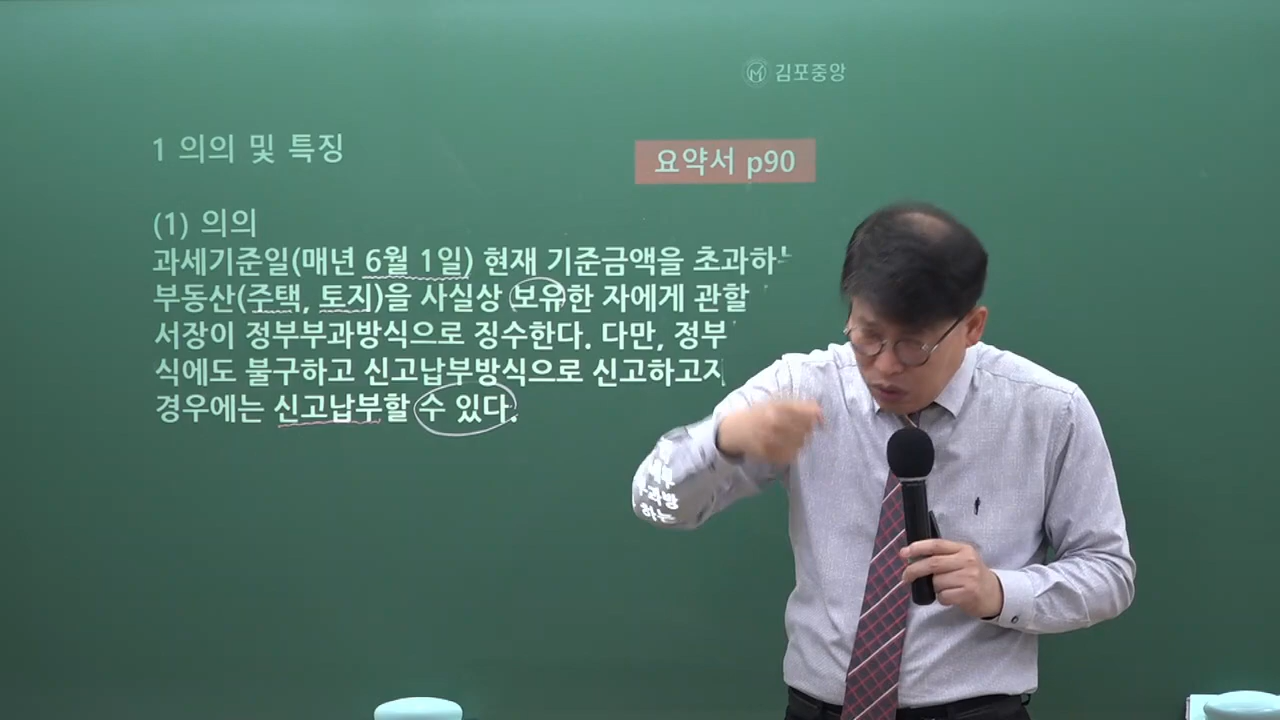 김포중앙
1 의의 및 특징
요약서 p90
(1) 의의
과세기준일(매년 6월 1일) 현재 기준금액을 초과하는
부동산(주택, 토지)을 사실상 보유한 자에게 관할
서장이 정부부과방식으로 징수한다. 다만, 정부
식에도 불구하고 신고납부방식으로 신고하고자
경우에는 신고납부할 수 있다.
과방
하는